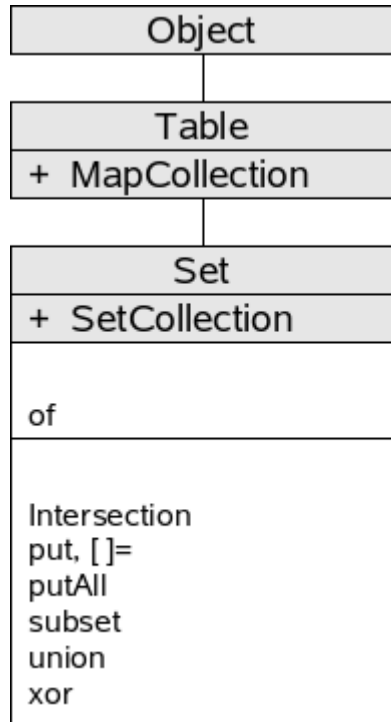 Object
Table
+ MapCollection
Set
+ SetCollection
of
Intersection
put, [ ]=
putAll
subset
union
xor